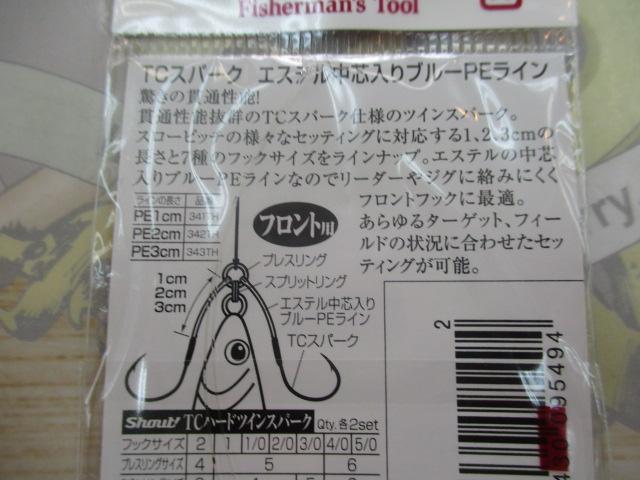 Fisherman's Tool
TCスパーク エステル中芯入りブルーPEライン
驚きの貫通性能!
貫通性能抜群のTCスパーク仕様のツインスパーク。
スローピッチの様々なセッティングに対応する1、2、3cmの
長さと7種のフックサイズをラインナップ。エステルの中芯
入りブルーPEラインなのでリーダーやジグに絡みにくく
フロントフックに最適。
あらゆるターゲット、フィー
ルドの状況に合わせたセッ
ティングが可能。
ラインの長さ 品番
PE1cm 341TH
PE2cm 342TH
PE3cm 343TH
フロント用
プレスリング
スプリットリング
エステル中芯入り
ブルーPEライン
TCスパーク
1cm
2cm
3cm
Shout! TCハードツインスパーク Qty.各2set
フックサイズ 2 1 1/0 2/0 3/0 4/0 5/0
プレスリングサイズ 4 5 6
2
095494